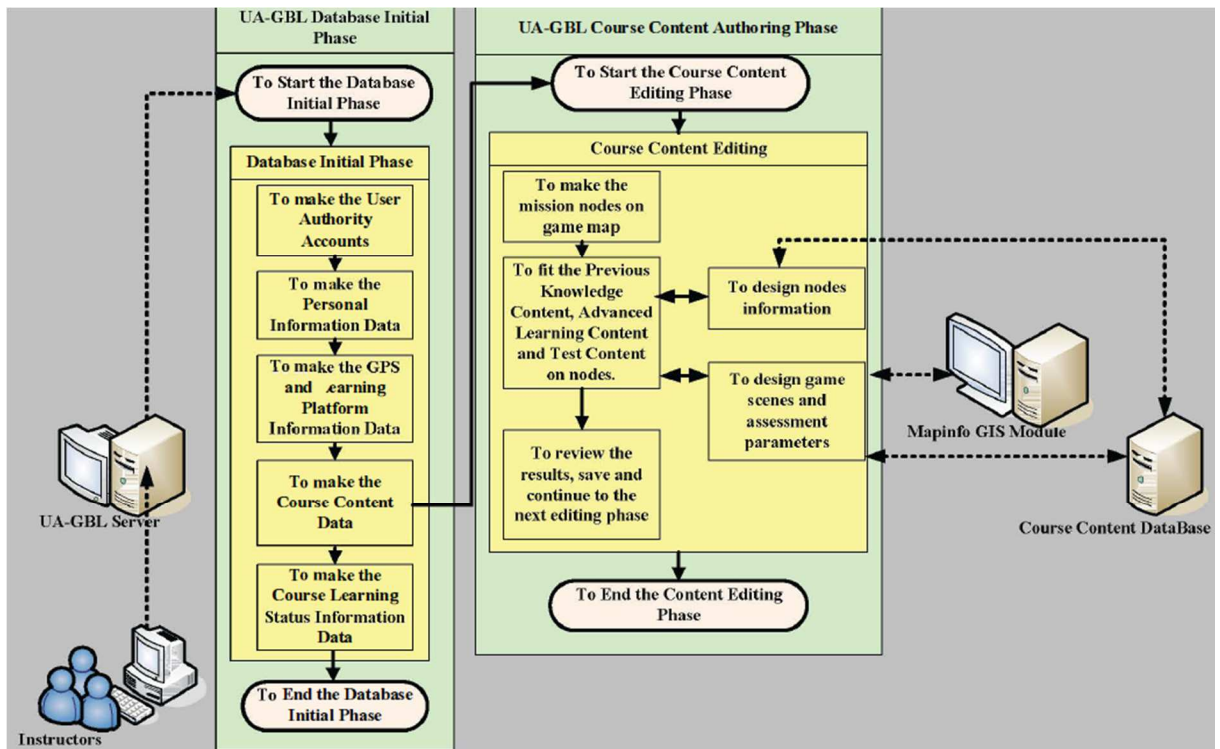 UA-GBL Database Initial
Phase
To Start the Database
Initial Phase
Database Initial Phase
To make the User
Authority
Accounts
To make the
Personal
Information Data
To make the GPS
and Learning
Platform
Information Data
To make the
Course Content
Data
To make the
Course Learning
Status Information
Data
To End the Database
Initial Phase
UA-GBL Course Content Authoring Phase
To Start the Course Content
Editing Phase
Course Content Editing
To make the
mission nodes on
game map
To fit the Previous
Knowledge
Content, Advanced
Learning Content
and Test Content
on nodes.
To design nodes
information
To design game
scenes and
assessment
parameters
To review the
results, save and
continue to the
next editing phase
To End the Content Editing
Phase
UA-GBL Server
Instructors
Mapinfo GIS Module
Course Content DataBase